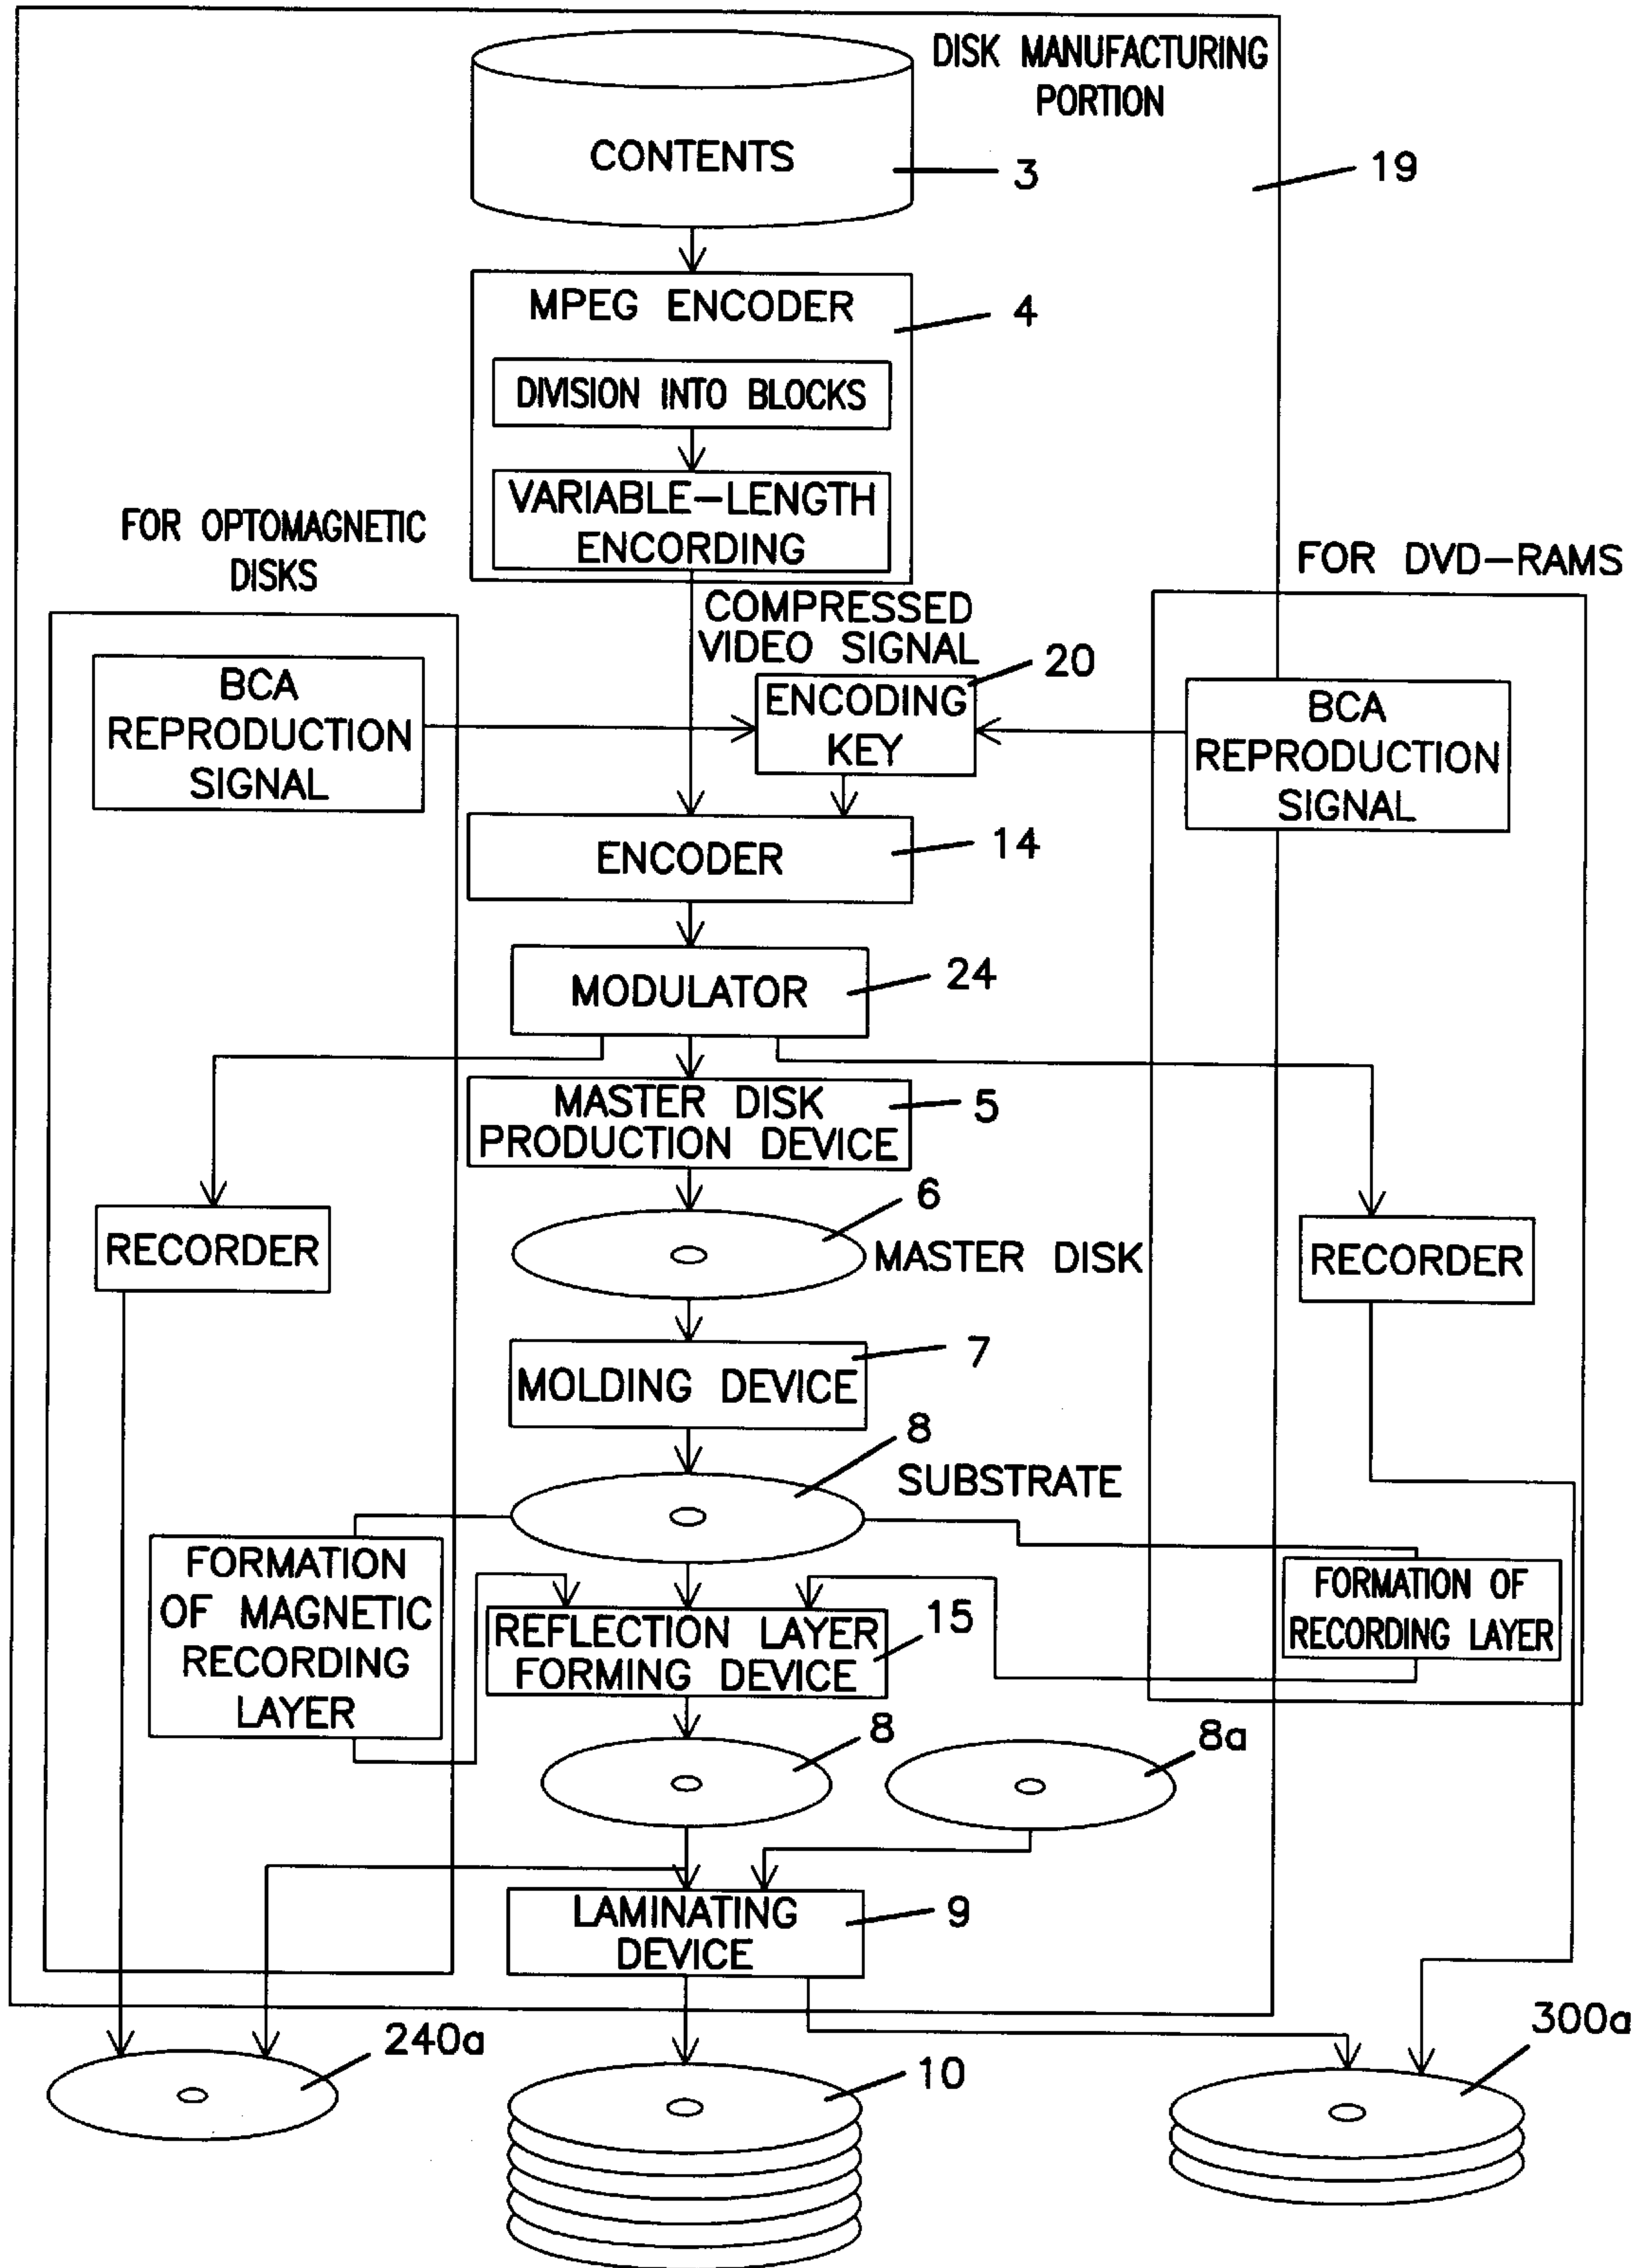 DISK MANUFACTURING
PORTION
CONTENTS
3
19
MPEG ENCODER
4
DIVISION INTO BLOCKS
VARIABLE-LENGTH
ENCORDING
FOR OPTOMAGNETIC
DISKS
FOR DVD-RAMS
COMPRESSED
VIDEO SIGNAL
BCA
REPRODUCTION
SIGNAL
20
ENCODING
KEY
BCA
REPRODUCTION
SIGNAL
ENCODER
14
MODULATOR
24
MASTER DISK
PRODUCTION DEVICE
5
RECORDER
6
MASTER DISK
RECORDER
MOLDING DEVICE
7
8
SUBSTRATE
FORMATION
OF MAGNETIC
RECORDING
LAYER
REFLECTION LAYER
FORMING DEVICE
15
FORMATION OF
RECORDING LAYER
8
8a
LAMINATING
DEVICE
9
240a
10
300a